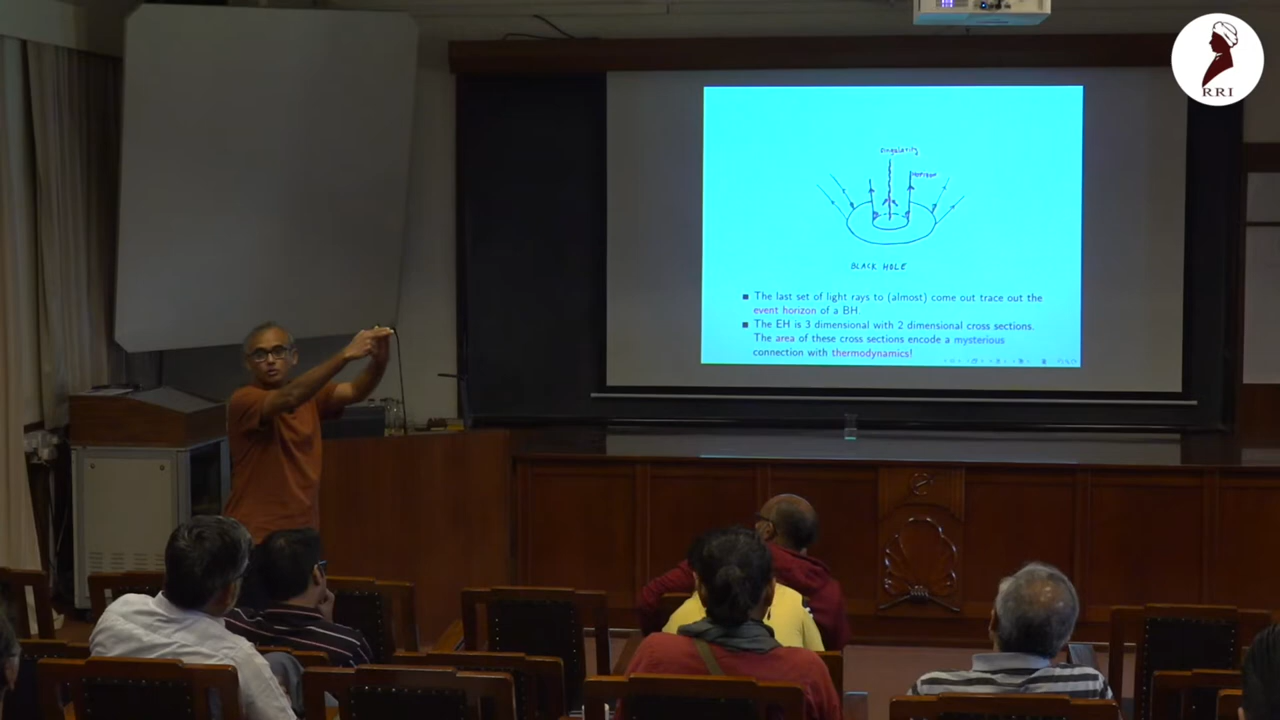 RRI
Singularity
Horizon
BLACK HOLE
The last set of light rays to (almost) come out trace out the
event horizon of a BH.
The EH is 3 dimensional with 2 dimensional cross sections.
The area of these cross sections encode a mysterious
connection with thermodynamics!